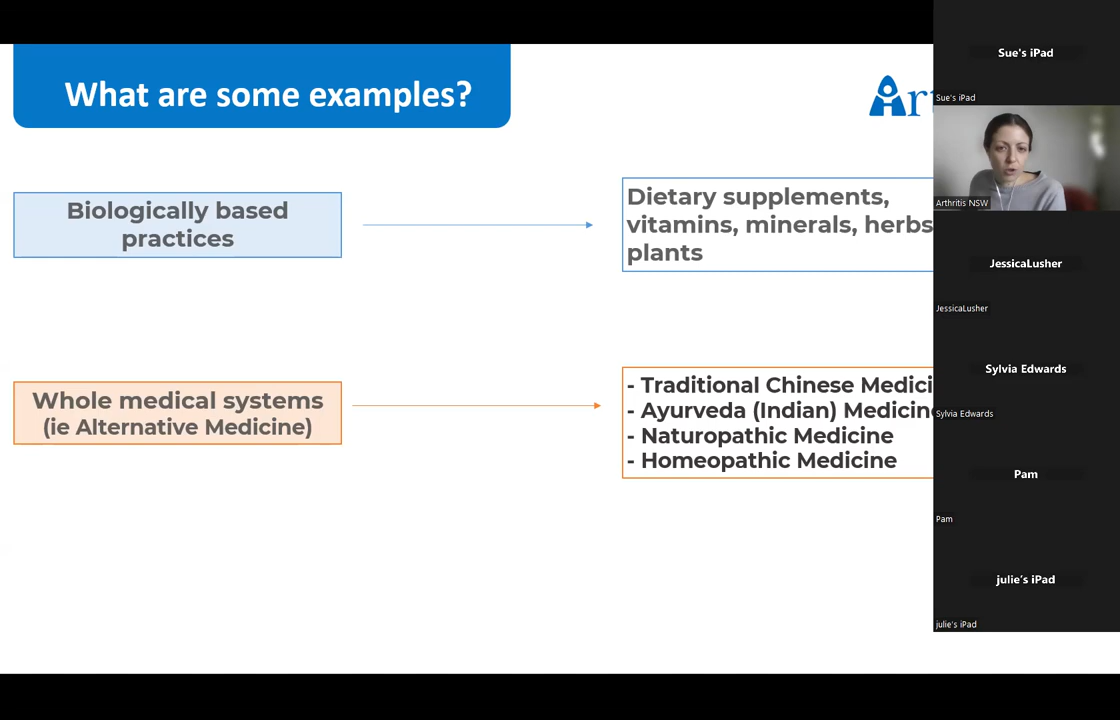 What are some examples?
Biologically based
practices
Dietary supplements,
vitamins, minerals, herbs
plants
Whole medical systems
(ie Alternative Medicine)
- Traditional Chinese Medici
- Ayurveda (Indian) Medicine
- Naturopathic Medicine
- Homeopathic Medicine
Sue's iPad
Sue's iPad
Arthritis NSW
JessicaLusher
JessicaLusher
Sylvia Edwards
Sylvia Edwards
Pam
Pam
julie's iPad
julie's iPad